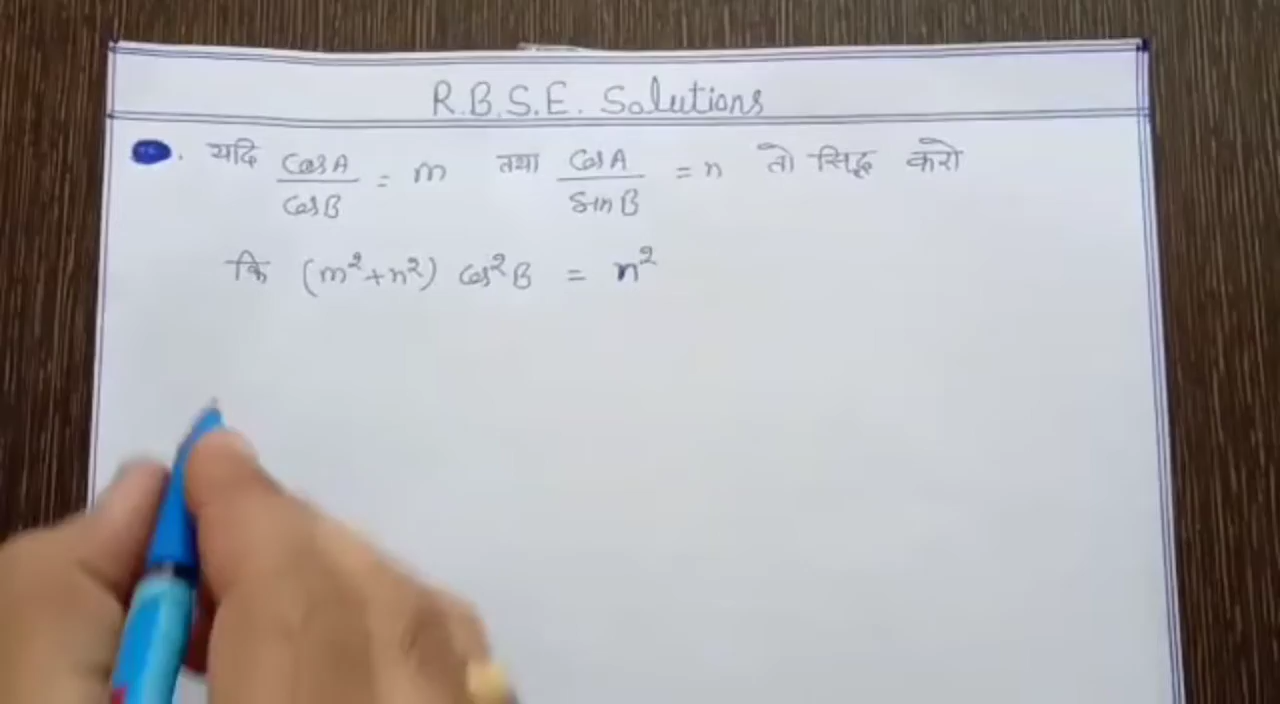 R.B.S.E. Solutions
. यदि CosA/CosB = m तथा CosA/SinB = n तो सिद्ध करो
कि (m²+n²) Cos²B = n²